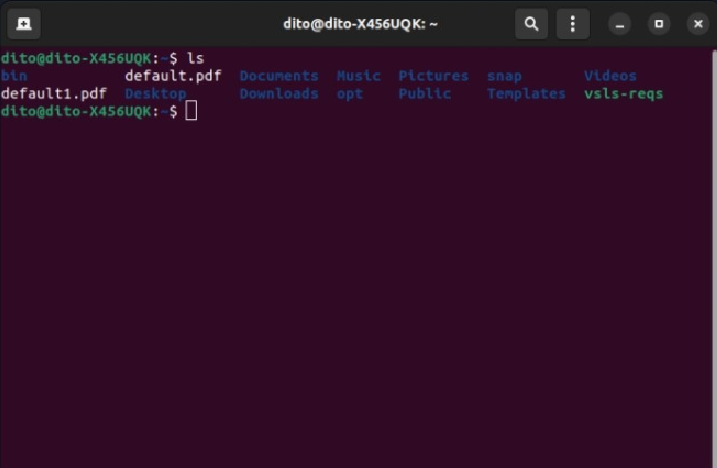 dito@dito-X456UQK: ~
dito@dito-X456UQK:~$ ls
bin default.pdf Documents Music Pictures snap Videos
default1.pdf Desktop Downloads opt Public Templates vsls-reqs
dito@dito-X456UQK:~$